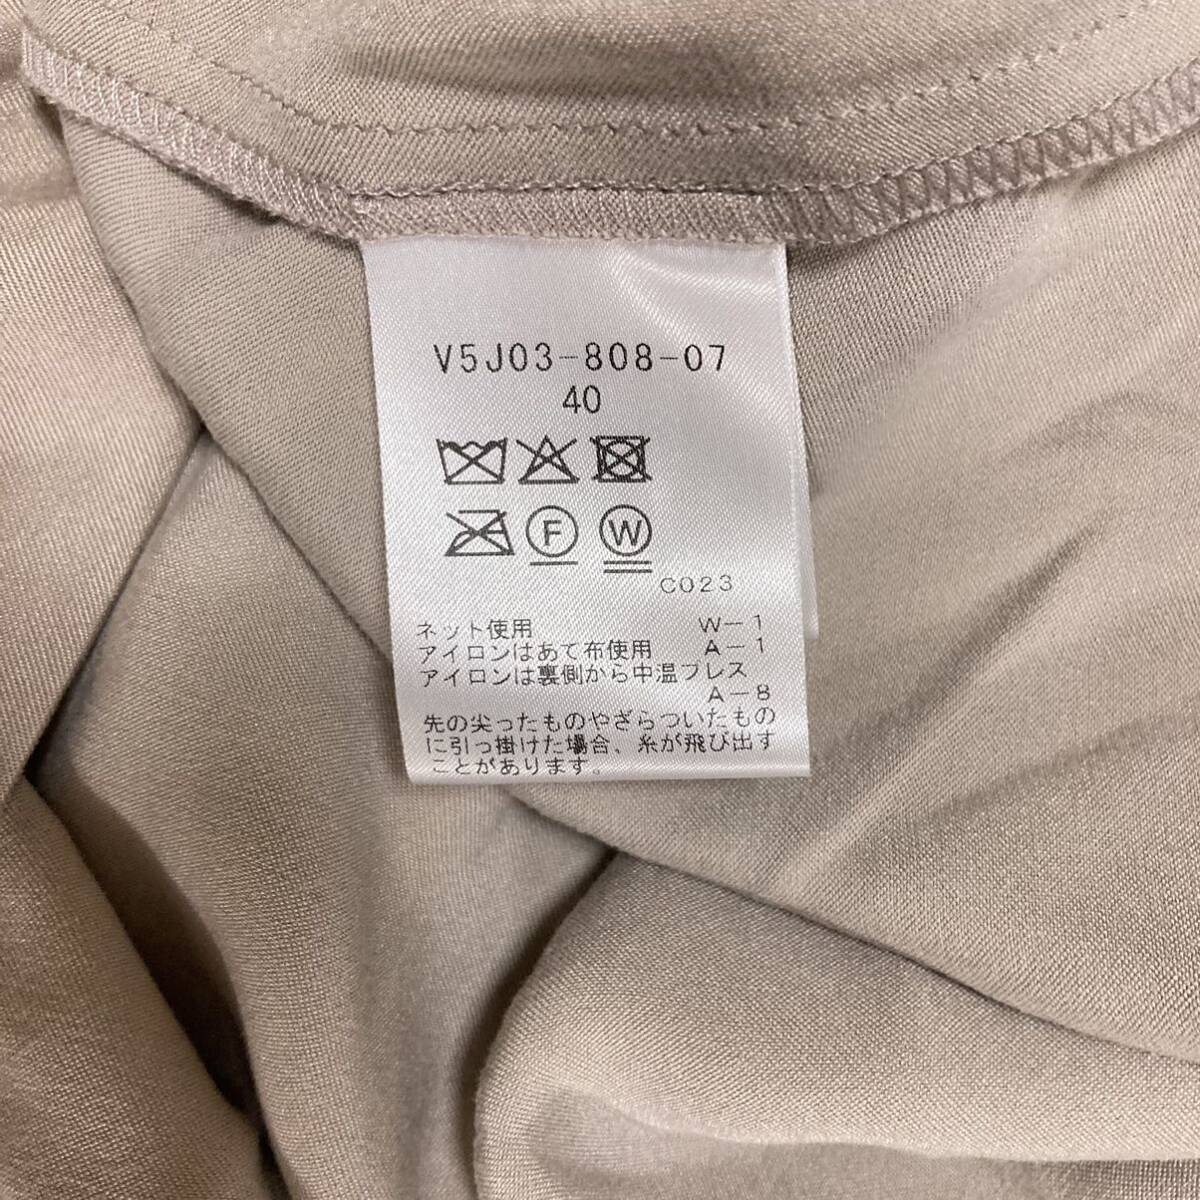 V5J03-808-07
40
F W
C023
ネット使用 W-1
アイロンはあて布使用 A-1
アイロンは裏側から中温プレス
A-8
先の尖ったものやざらついたもの
に引っ掛けた場合、糸が飛び出す
ことがあります。